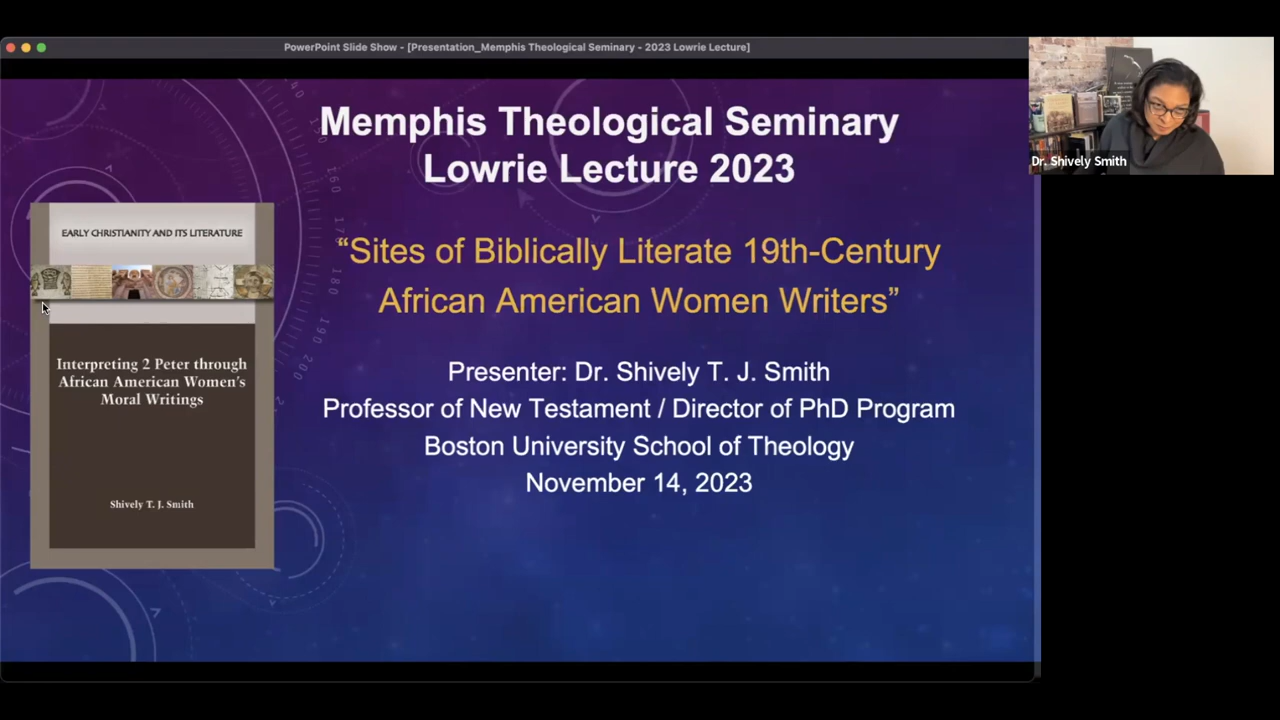 PowerPoint Slide Show - [Presentation_Memphis Theological Seminary - 2023 Lowrie Lecture]
Memphis Theological Seminary
Lowrie Lecture 2023
“Sites of Biblically Literate 19th-Century
African American Women Writers”
Presenter: Dr. Shively T. J. Smith
Professor of New Testament / Director of PhD Program
Boston University School of Theology
November 14, 2023
EARLY CHRISTIANITY AND ITS LITERATURE
Interpreting 2 Peter through
African American Women's
Moral Writings
Shively T. J. Smith
Dr. Shively Smith